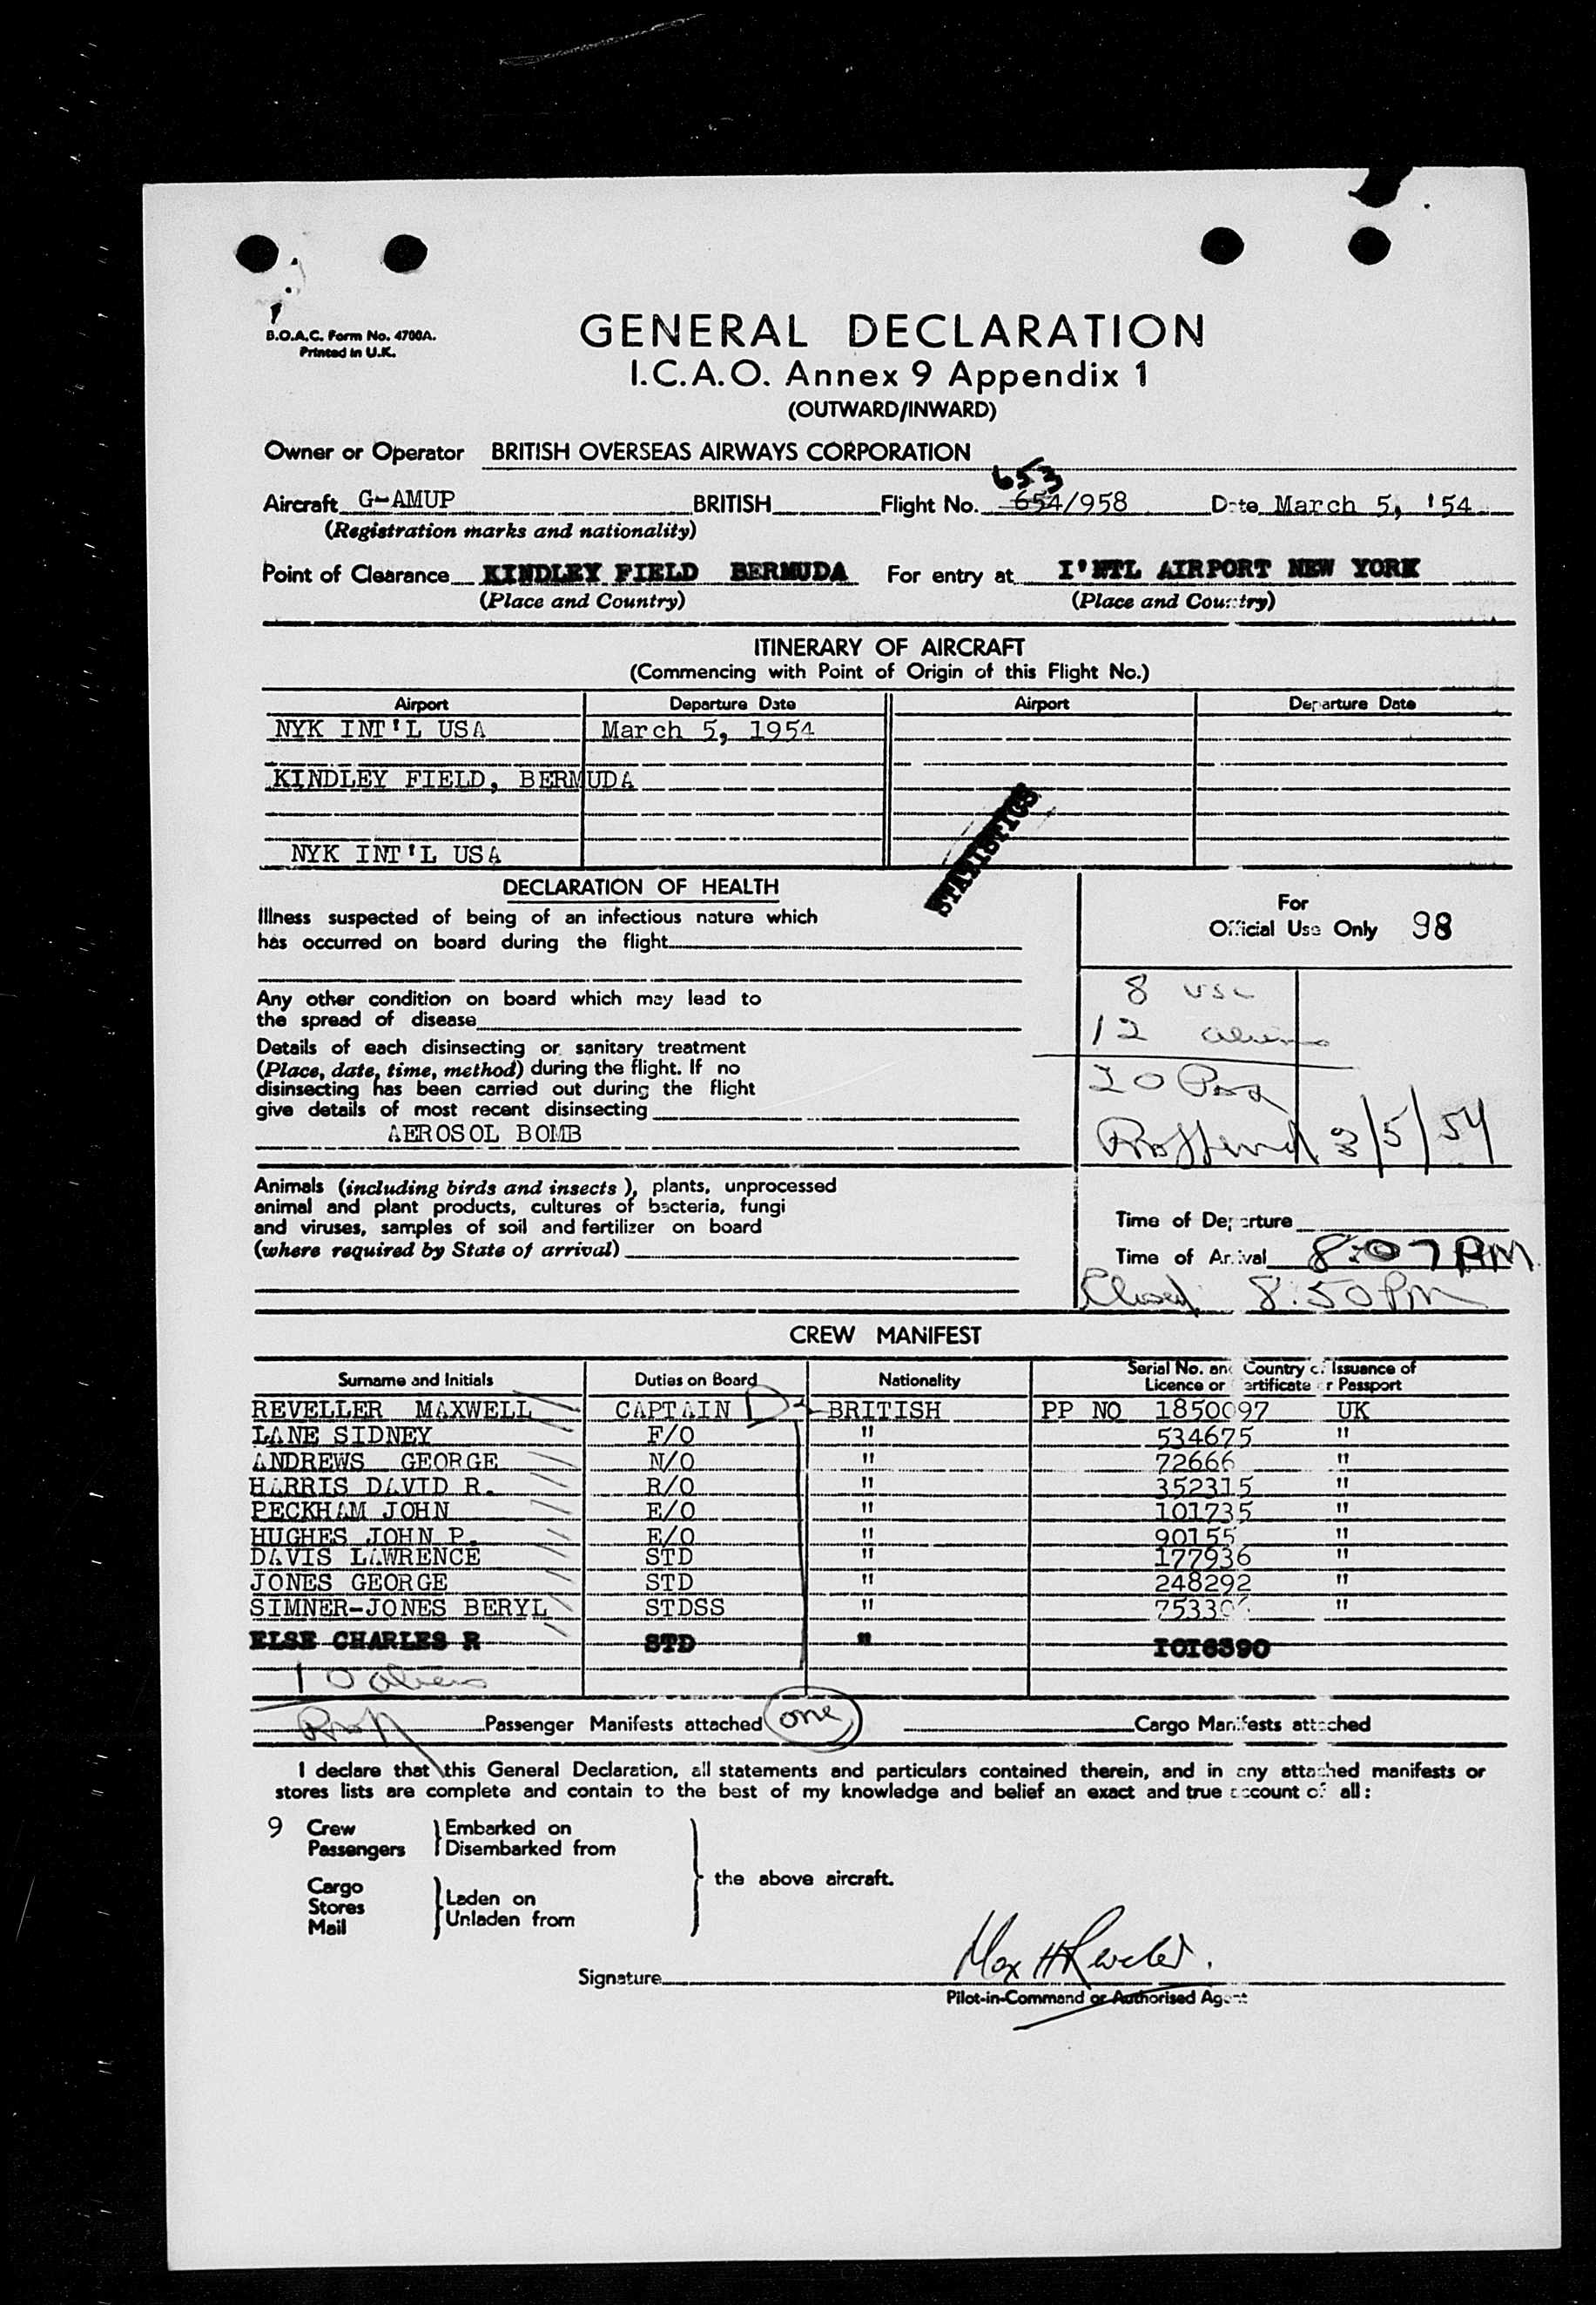 B.O.A.C. Form No. 4700A.
Printed in U.K.
GENERAL DECLARATION
I.C.A.O. Annex 9 Appendix 1
(OUTWARD/INWARD)
Owner or Operator BRITISH OVERSEAS AIRWAYS CORPORATION
653
Aircraft G-AMUP BRITISH Flight No. 654/958 Date March 5, '54
(Registration marks and nationality)
Point of Clearance KINDLEY FIELD BERMUDA For entry at I'NTL AIRPORT NEW YORK
(Place and Country) (Place and Country)
ITINERARY OF AIRCRAFT
(Commencing with Point of Origin of this Flight No.)
Airport Departure Date Airport Departure Date
NYK INT'L USA March 5, 1954
KINDLEY FIELD, BERMUDA
NYK INT'L USA
STATISTICS
DECLARATION OF HEALTH
Illness suspected of being of an infectious nature which
has occurred on board during the flight
Any other condition on board which may lead to
the spread of disease
Details of each disinsecting or sanitary treatment
(Place, date, time, method) during the flight. If no
disinsecting has been carried out during the flight
give details of most recent disinsecting
AEROSOL BOMB
Animals (including birds and insects), plants, unprocessed
animal and plant products, cultures of bacteria, fungi
and viruses, samples of soil and fertilizer on board
(where required by State of arrival)
For
Official Use Only 98
8 usc
12 aliens
20 Pax
3/5/54
Time of Departure
Time of Arrival 8:07 PM
Closed 8:50 PM
CREW MANIFEST
Surname and Initials Duties on Board Nationality Serial No. and Country of Issuance of
Licence or Certificate or Passport
REVELLER MAXWELL CAPTAIN BRITISH PP NO 1850097 UK
LANE SIDNEY F/O " 534675 "
ANDREWS GEORGE N/O " 72666 "
HARRIS DAVID R. R/O " 352315 "
PECKHAM JOHN E/O " 101735 "
HUGHES JOHN P. E/O " 90155 "
DAVIS LAWRENCE STD " 177936 "
JONES GEORGE STD " 248292 "
SIMNER-JONES BERYL STDSS " "
ELSE CHARLES R STD " 1016390
10 aliens
Passenger Manifests attached one Cargo Manifests attached
I declare that this General Declaration, all statements and particulars contained therein, and in any attached manifests or
stores lists are complete and contain to the best of my knowledge and belief an exact and true account of all:
9 Crew Embarked on
Passengers Disembarked from
the above aircraft.
Cargo
Stores Laden on
Mail Unladen from
Signature Max H Reveller.
Pilot-in-Command or Authorised Agent